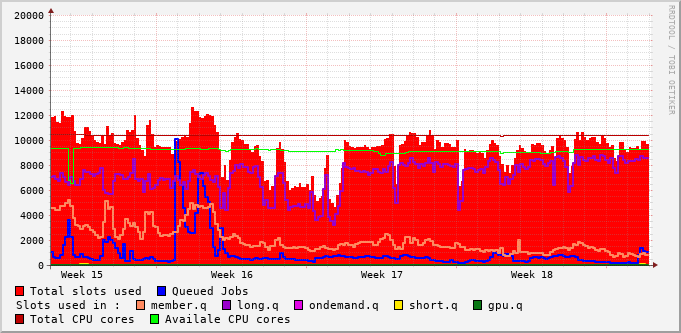 RRDTOOL / TOBI OETIKER
20000
18000
16000
14000
12000
10000
8000
6000
4000
2000
0
Week 15 Week 16 Week 17 Week 18
Total slots used Queued Jobs
Slots used in : member.q long.q ondemand.q short.q gpu.q
Total CPU cores Availale CPU cores